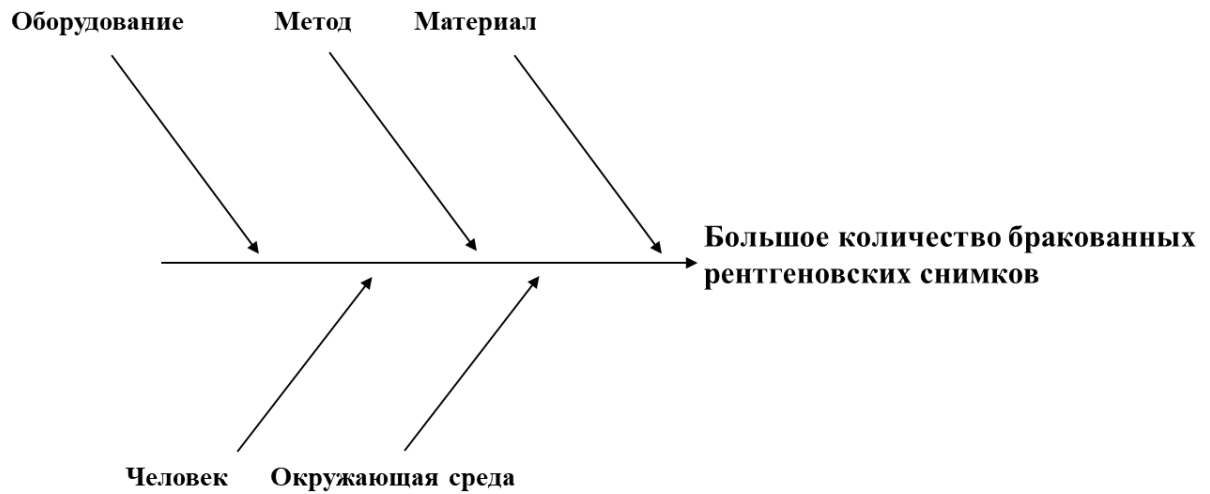 Оборудование
Метод
Материал
Большое количество бракованных
рентгеновских снимков
Человек
Окружающая среда